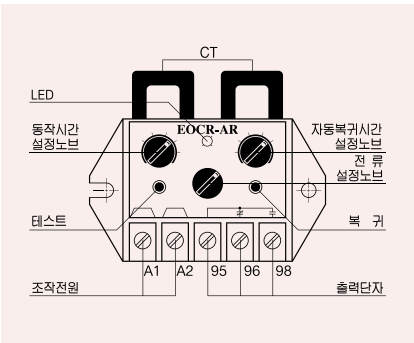 CT
LED
EOCR-AR
동작시간
설정노브
자동복귀시간
설정노브
전 류
설정노브
테스트
복 귀
A1 A2 95 96 98
조작전원
출력단자